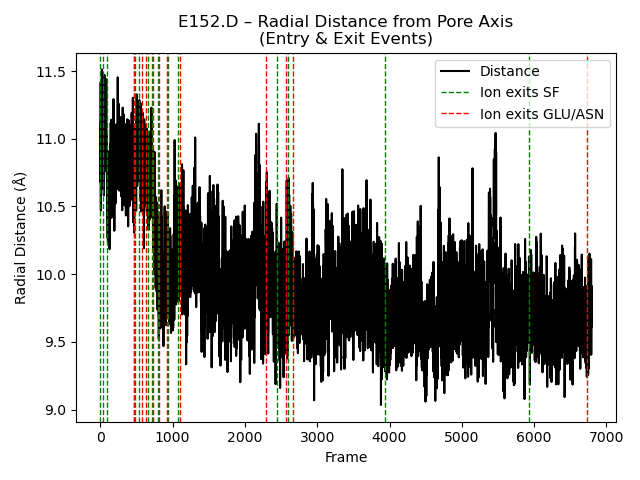 E152.D – Radial Distance from Pore Axis
(Entry & Exit Events)
Distance
Ion exits SF
Ion exits GLU/ASN
Radial Distance (Å)
11.5
11.0
10.5
10.0
9.5
9.0
0 1000 2000 3000 4000 5000 6000 7000
Frame